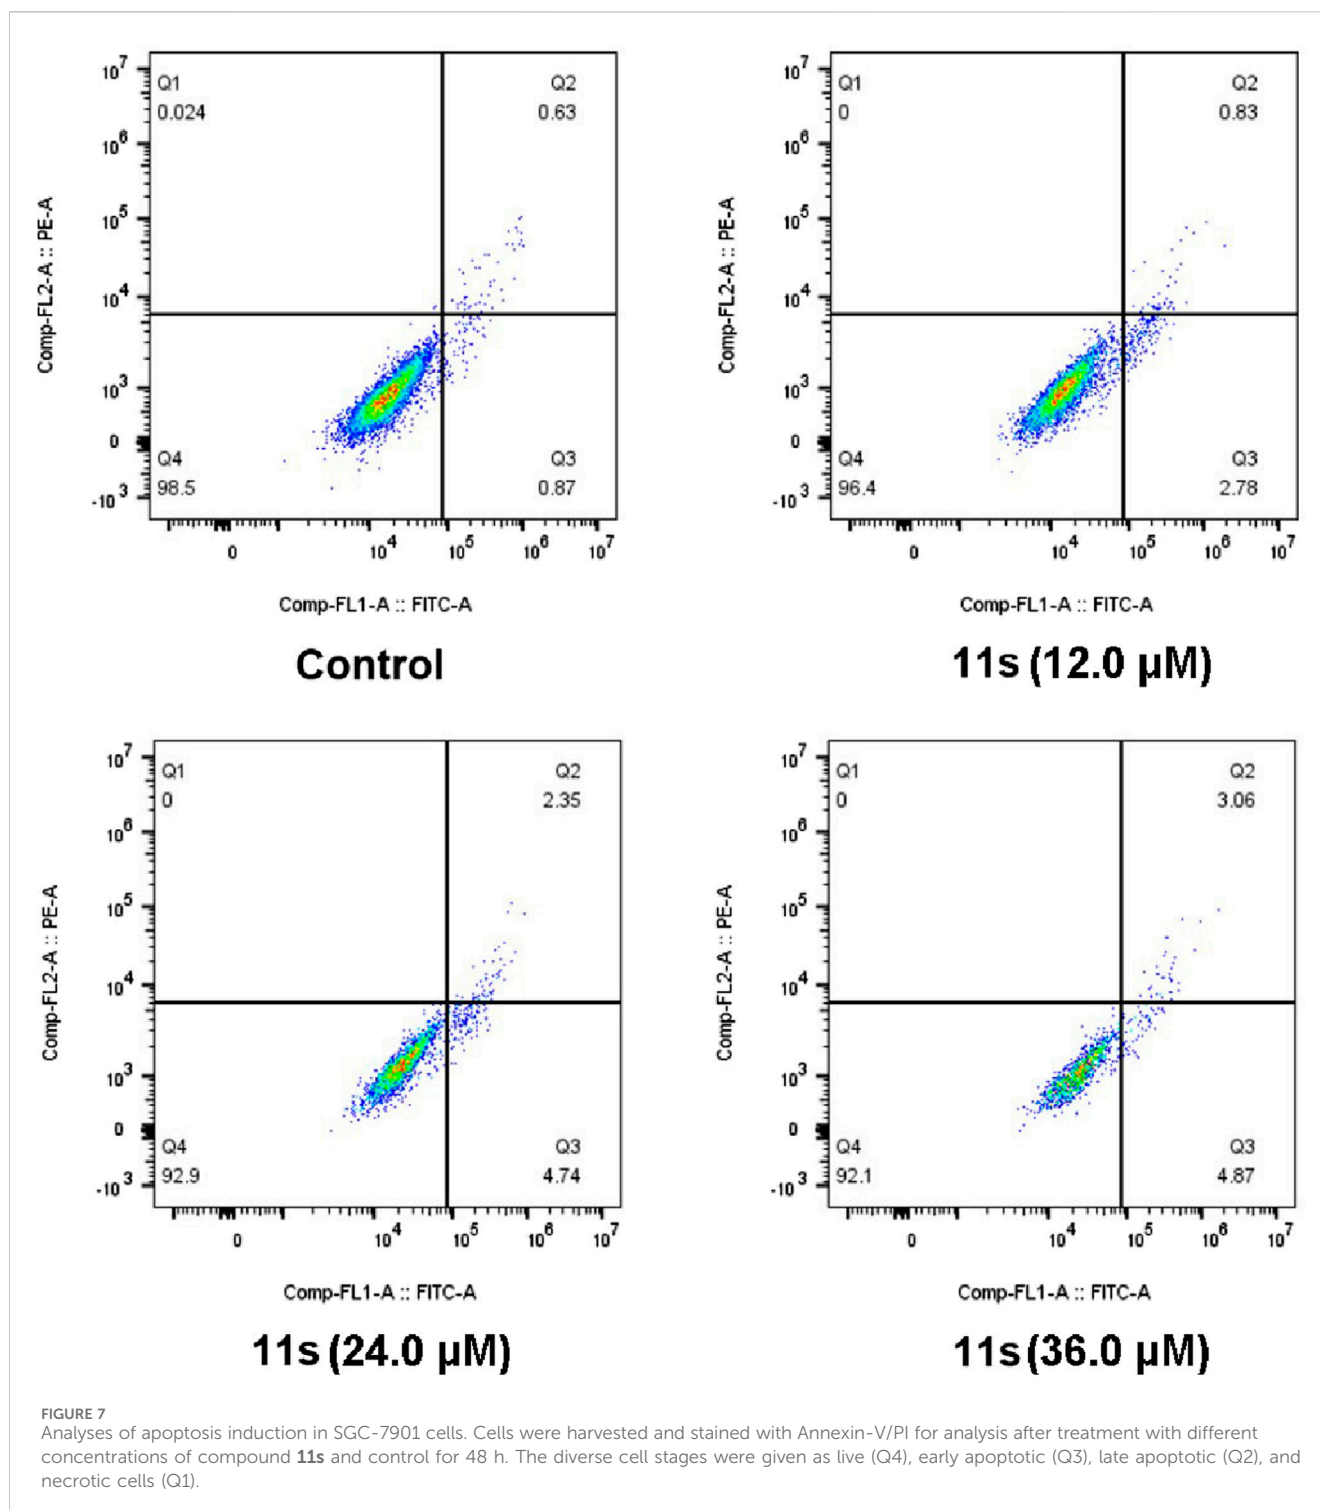 10^7
10^6
10^5
10^4
10^3
0
-10^3
Comp-FL2-A :: PE-A
Q1
0.024
Q2
0.63
Q4
98.5
Q3
0.87
0
10^4
10^5
10^6
10^7
Comp-FL1-A :: FITC-A
Control
10^7
10^6
10^5
10^4
10^3
0
-10^3
Comp-FL2-A :: PE-A
Q1
0
Q2
0.83
Q4
96.4
Q3
2.78
0
10^4
10^5
10^6
10^7
Comp-FL1-A :: FITC-A
11s (12.0 µM)
10^7
10^6
10^5
10^4
10^3
0
-10^3
Comp-FL2-A :: PE-A
Q1
0
Q2
2.35
Q4
92.9
Q3
4.74
0
10^4
10^5
10^6
10^7
Comp-FL1-A :: FITC-A
11s (24.0 µM)
10^7
10^6
10^5
10^4
10^3
0
-10^3
Comp-FL2-A :: PE-A
Q1
0
Q2
3.06
Q4
92.1
Q3
4.87
0
10^4
10^5
10^6
10^7
Comp-FL1-A :: FITC-A
11s (36.0 µM)
FIGURE 7
Analyses of apoptosis induction in SGC-7901 cells. Cells were harvested and stained with Annexin-V/PI for analysis after treatment with different
concentrations of compound 11s and control for 48 h. The diverse cell stages were given as live (Q4), early apoptotic (Q3), late apoptotic (Q2), and
necrotic cells (Q1).